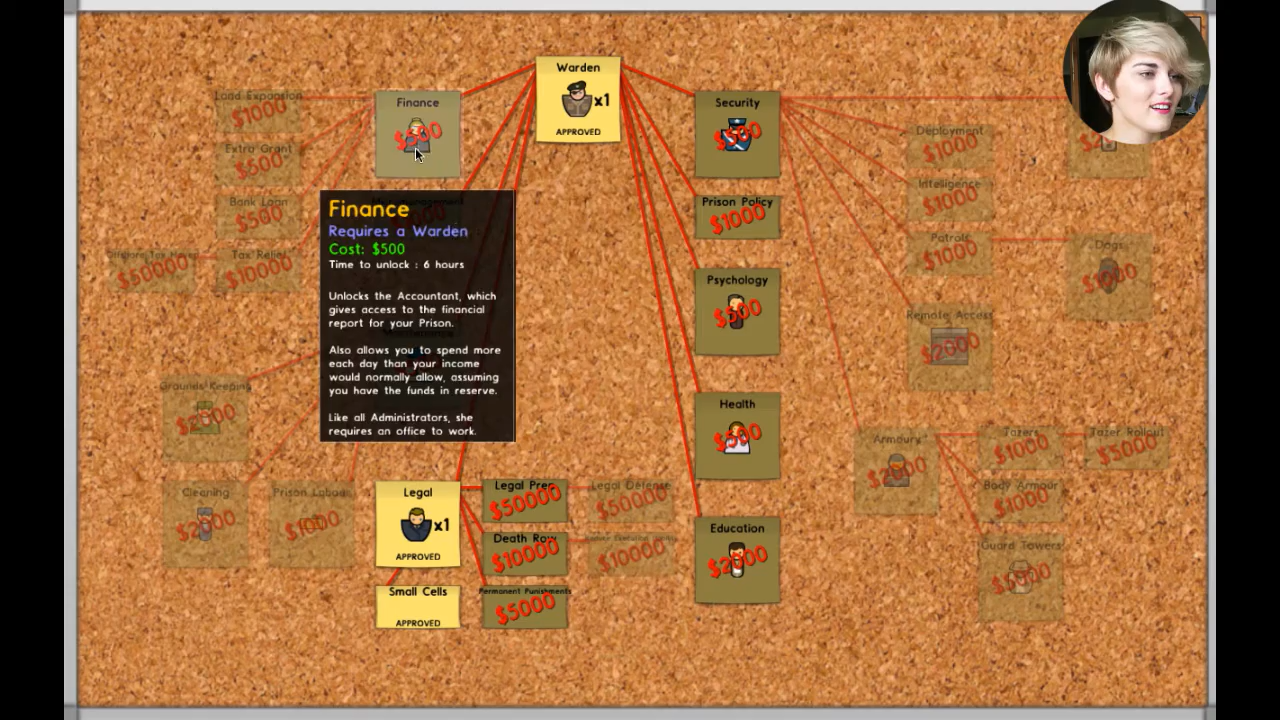 Warden
x1
APPROVED
Finance
$500
Land Expansion
$1000
Extra Grant
$500
Bank Loan
$500
Tax Relief
$10000
$50000
Finance
Requires a Warden
Cost: $500
Time to unlock : 6 hours
Unlocks the Accountant, which
gives access to the financial
report for your Prison.
Also allows you to spend more
each day than your income
would normally allow, assuming
you have the funds in reserve.
Like all Administrators, she
requires an office to work.
Security
$500
Prison Policy
$1000
Psychology
$500
Health
$500
Education
$2000
Deployment
$1000
Intelligence
$1000
Patrols
$1000
Dogs
$1000
Remote Access
$2000
Armoury
$2000
Tazers
$1000
Tazer Rollout
$5000
Body Armour
$1000
Guard Towers
$5000
Grounds Keeping
$2000
Cleaning
$2000
Prison Labour
$1000
Legal
x1
APPROVED
Small Cells
APPROVED
Legal Prep
$50000
Legal Defense
$50000
Death Row
$10000
$10000
Permanent Punishments
$5000